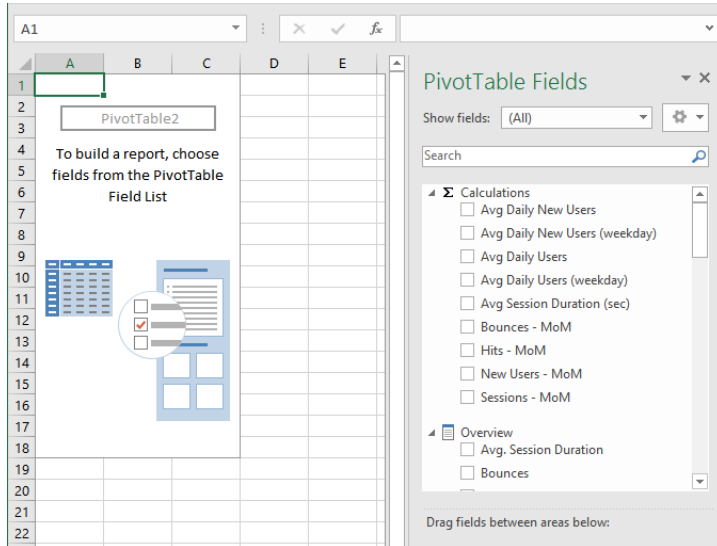 A1
fx
A B C D E
1
2
3
4
5
6
7
8
9
10
11
12
13
14
15
16
17
18
19
20
21
22
PivotTable2
To build a report, choose
fields from the PivotTable
Field List
PivotTable Fields
Show fields: (All)
Search
Σ Calculations
Avg Daily New Users
Avg Daily New Users (weekday)
Avg Daily Users
Avg Daily Users (weekday)
Avg Session Duration (sec)
Bounces - MoM
Hits - MoM
New Users - MoM
Sessions - MoM
Overview
Avg. Session Duration
Bounces
Drag fields between areas below: